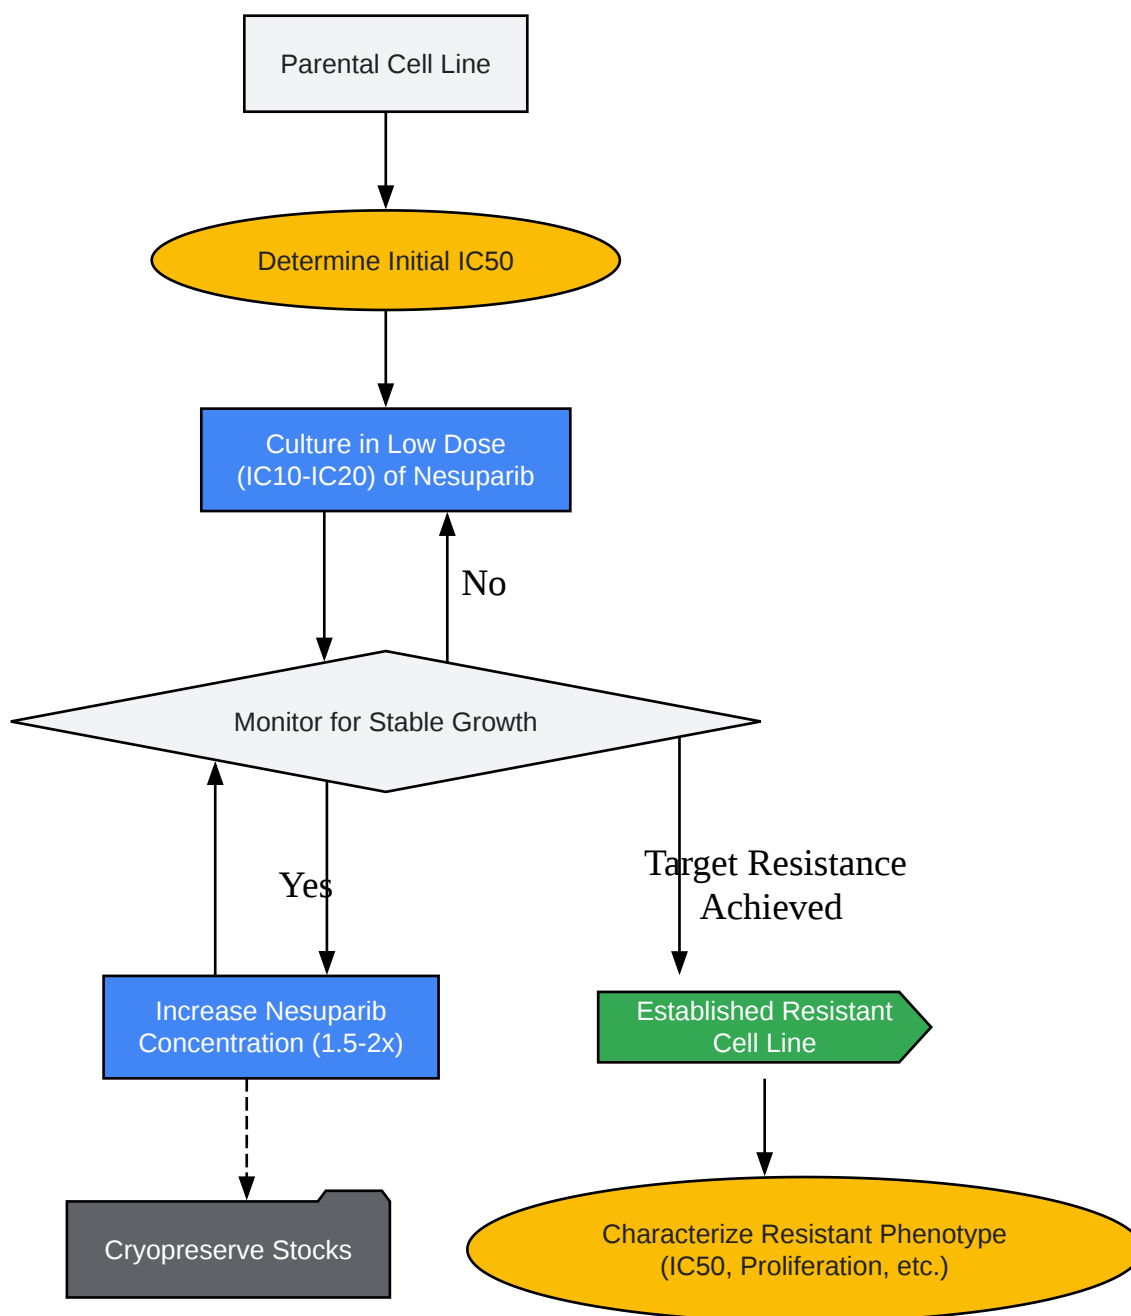 Parental Cell Line
Determine Initial IC50
Culture in Low Dose
(IC10-IC20) of Nesuparib
No
Monitor for Stable Growth
Yes
Target Resistance
Achieved
Increase Nesuparib
Concentration (1.5-2x)
Established Resistant
Cell Line
Cryopreserve Stocks
Characterize Resistant Phenotype
(IC50, Proliferation, etc.)